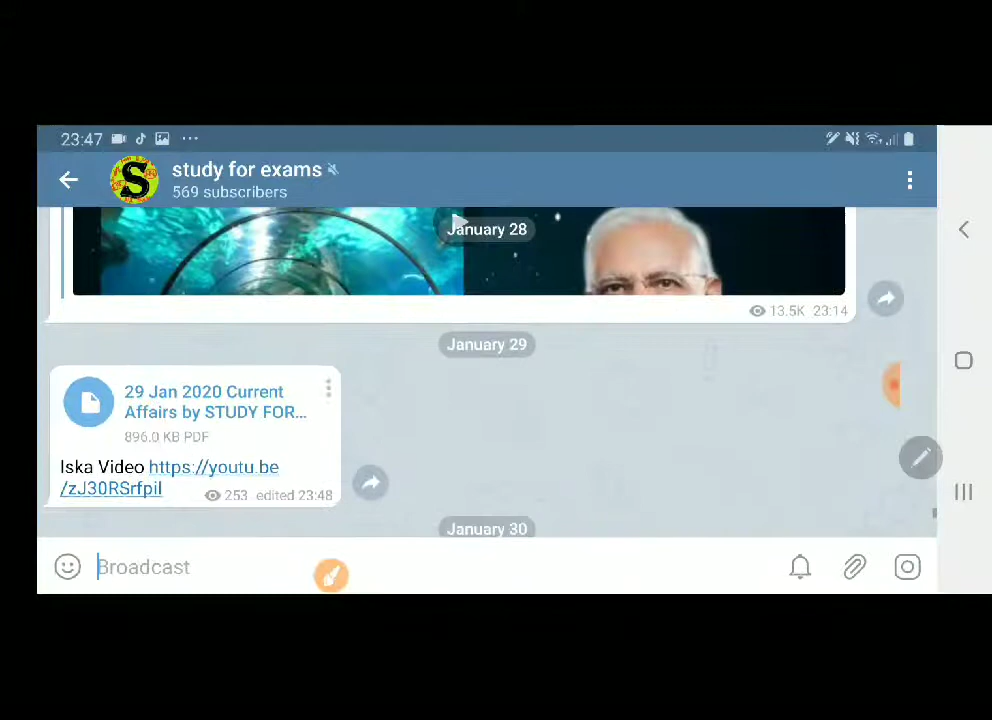 23:47
study for exams
569 subscribers
January 28
13.5K 23:14
January 29
29 Jan 2020 Current
Affairs by STUDY FOR...
896.0 KB PDF
Iska Video https://youtu.be
/zJ30RSrfpiI
253 edited 23:48
January 30
Broadcast